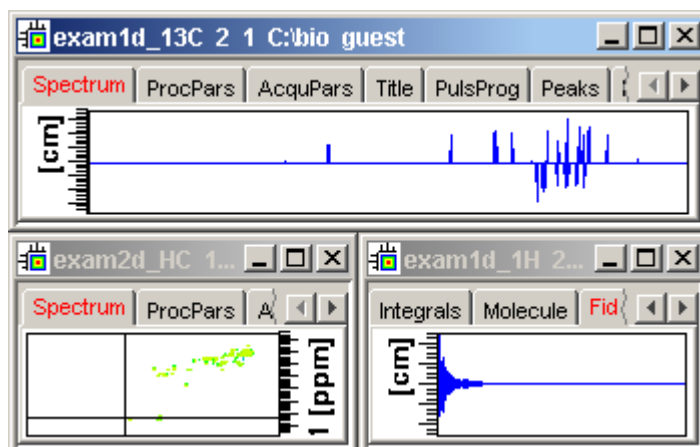 exam1d_13C 2 1 C:\bio guest
Spectrum ProcPars AcquPars Title PulsProg Peaks
[cm]
exam2d_HC 1...
Spectrum ProcPars A
1 [ppm]
exam1d_1H 2...
Integrals Molecule Fid
[cm]